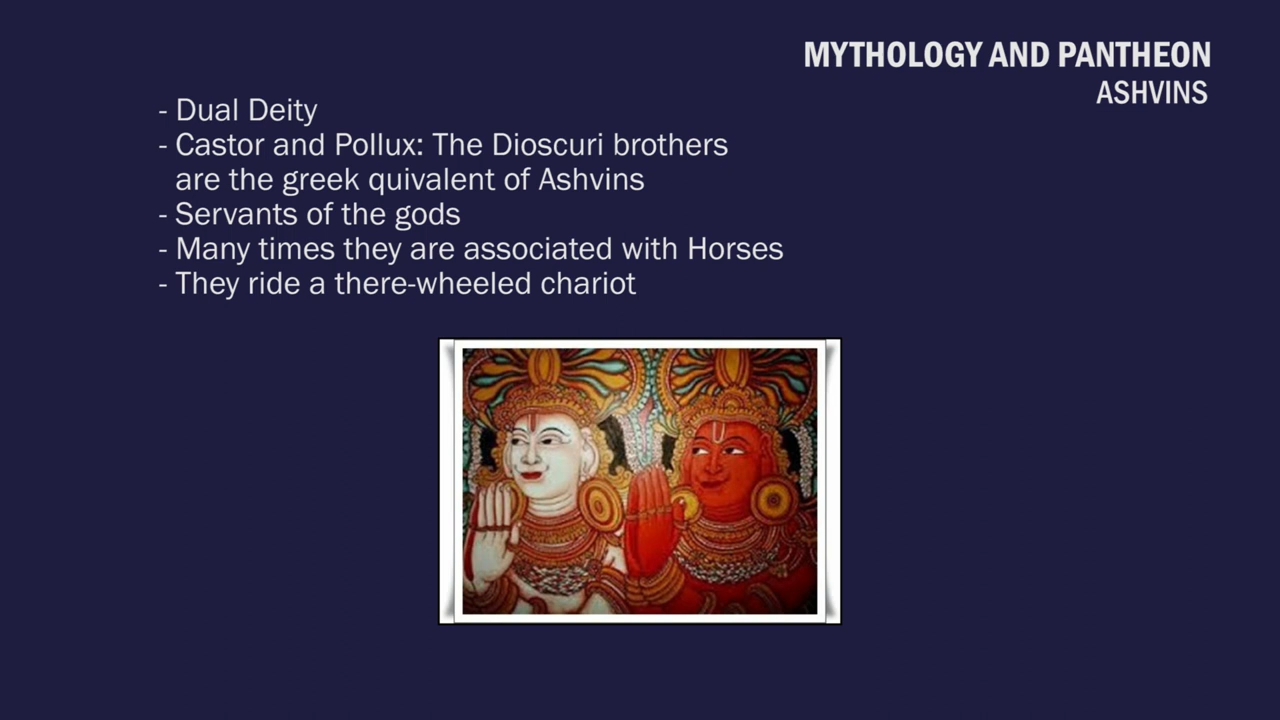 MYTHOLOGY AND PANTHEON
ASHVINS
- Dual Deity
- Castor and Pollux: The Dioscuri brothers
are the greek quivalent of Ashvins
- Servants of the gods
- Many times they are associated with Horses
- They ride a there-wheeled chariot